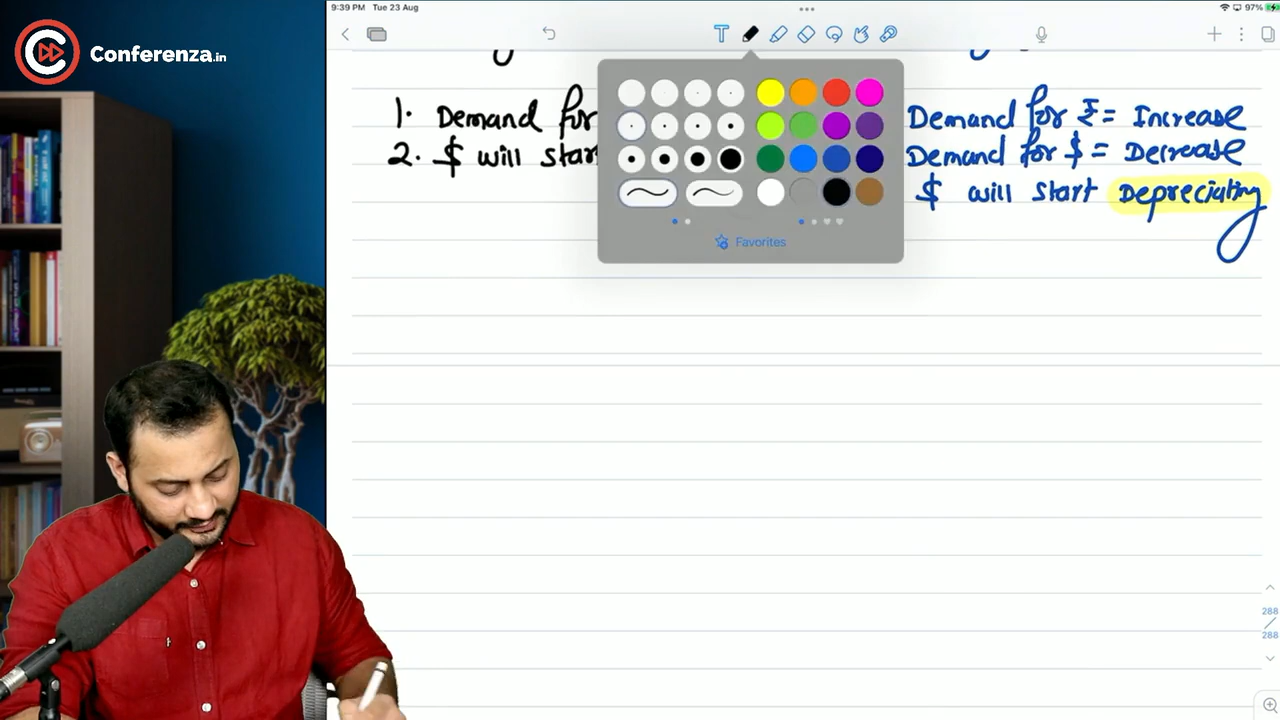 9:39 PM Tue 23 Aug
97%
Conferenza.in
T
1. Demand for
2. $ will start
Demand for ₹ = Increase
Demand for $ = Decrease
$ will start Depreciating
Favorites
288
288